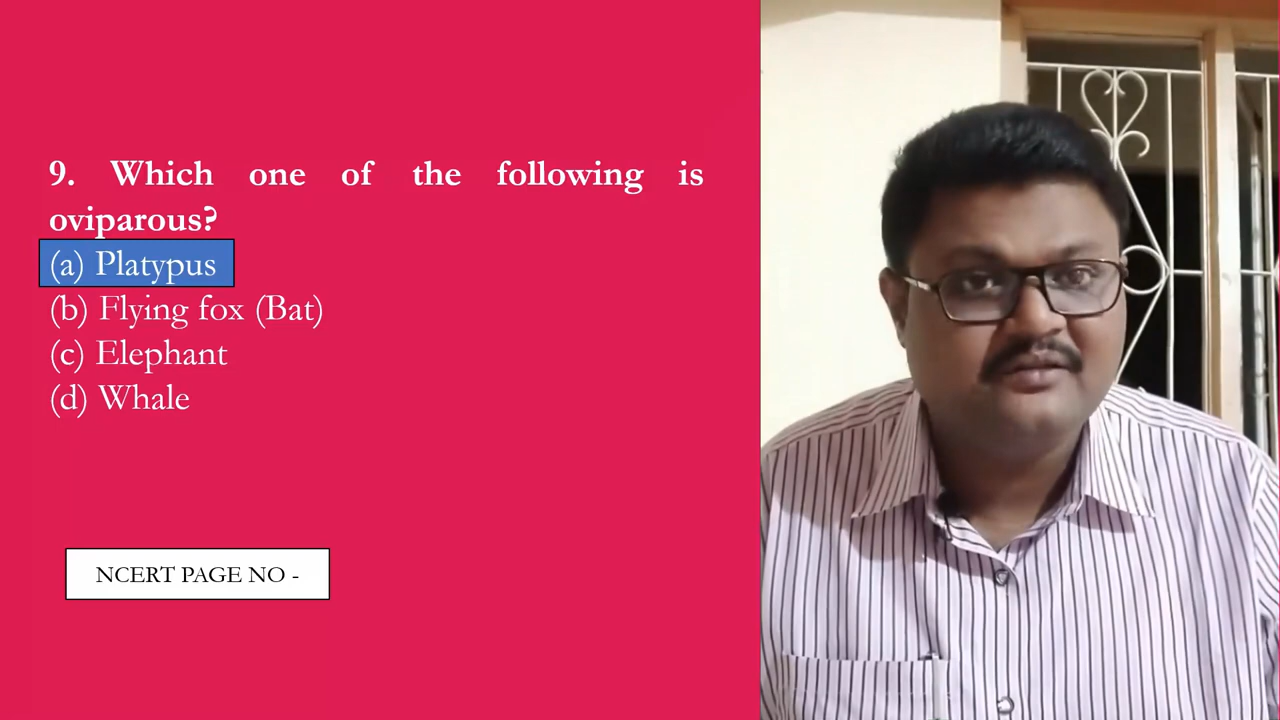 9. Which one of the following is
oviparous?
(a) Platypus
(b) Flying fox (Bat)
(c) Elephant
(d) Whale
NCERT PAGE NO -